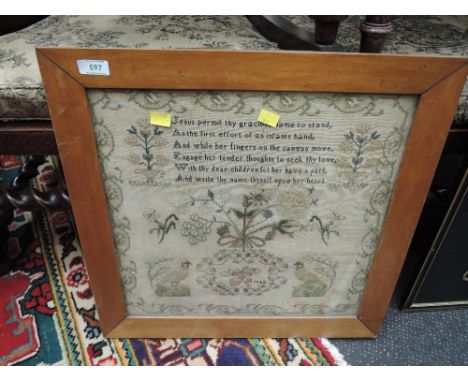 597
Jesus permit thy gracious name to stand,
As the first effort of an infants hand,
And while her fingers on the canvass move,
Engage her tender thoughts to seek thy love,
With thy dear children let her have a part,
And write thy name thyself upon her heart